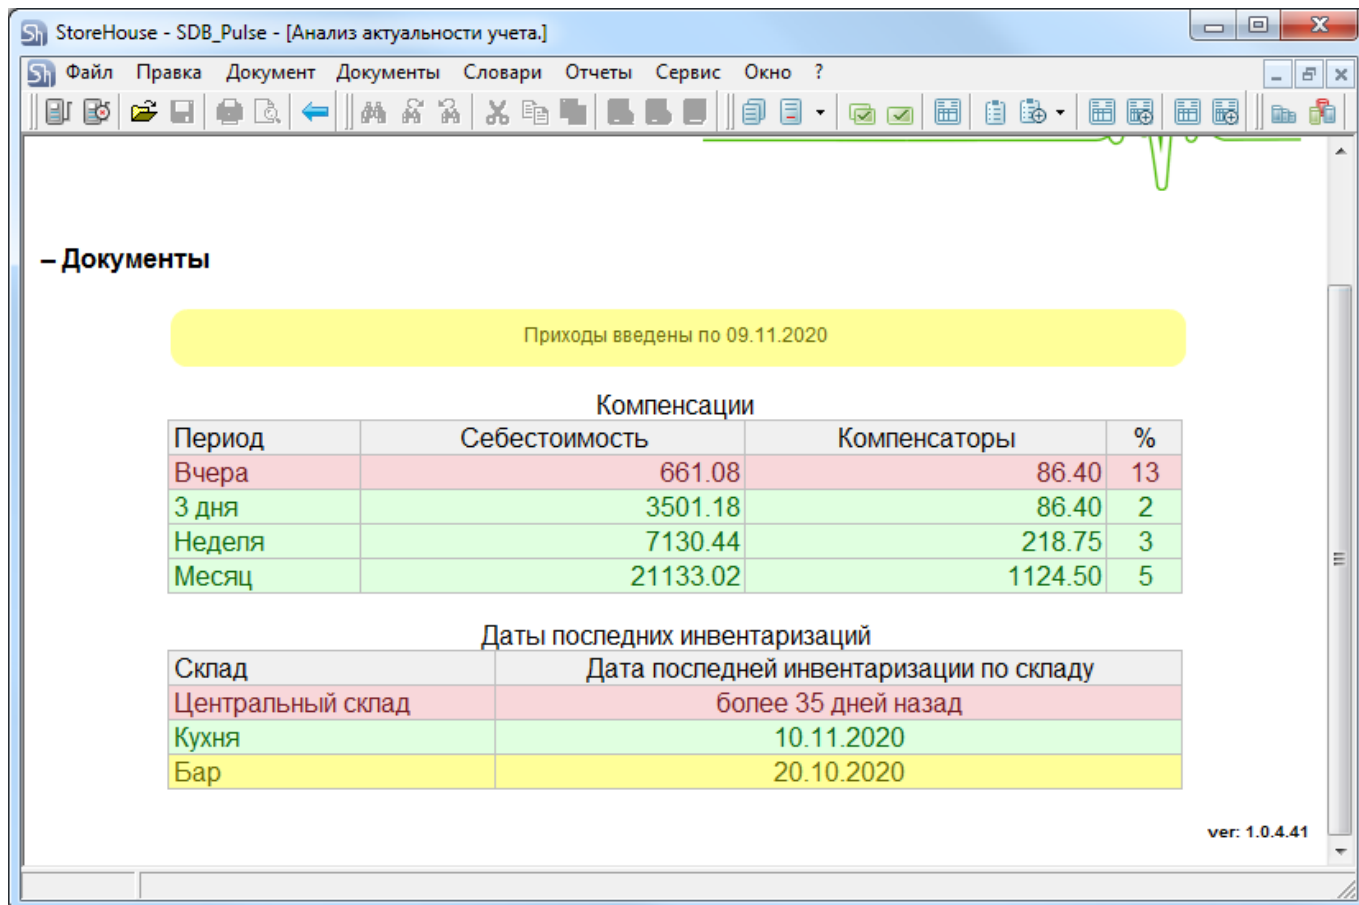 StoreHouse - SDB_Pulse - [Анализ актуальности учета.]
Файл Правка Документ Документы Словари Отчеты Сервис Окно ?
– Документы
Приходы введены по 09.11.2020
Компенсации
Период Себестоимость Компенсаторы %
Вчера 661.08 86.40 13
3 дня 3501.18 86.40 2
Неделя 7130.44 218.75 3
Месяц 21133.02 1124.50 5
Даты последних инвентаризаций
Склад Дата последней инвентаризации по складу
Центральный склад более 35 дней назад
Кухня 10.11.2020
Бар 20.10.2020
ver: 1.0.4.41